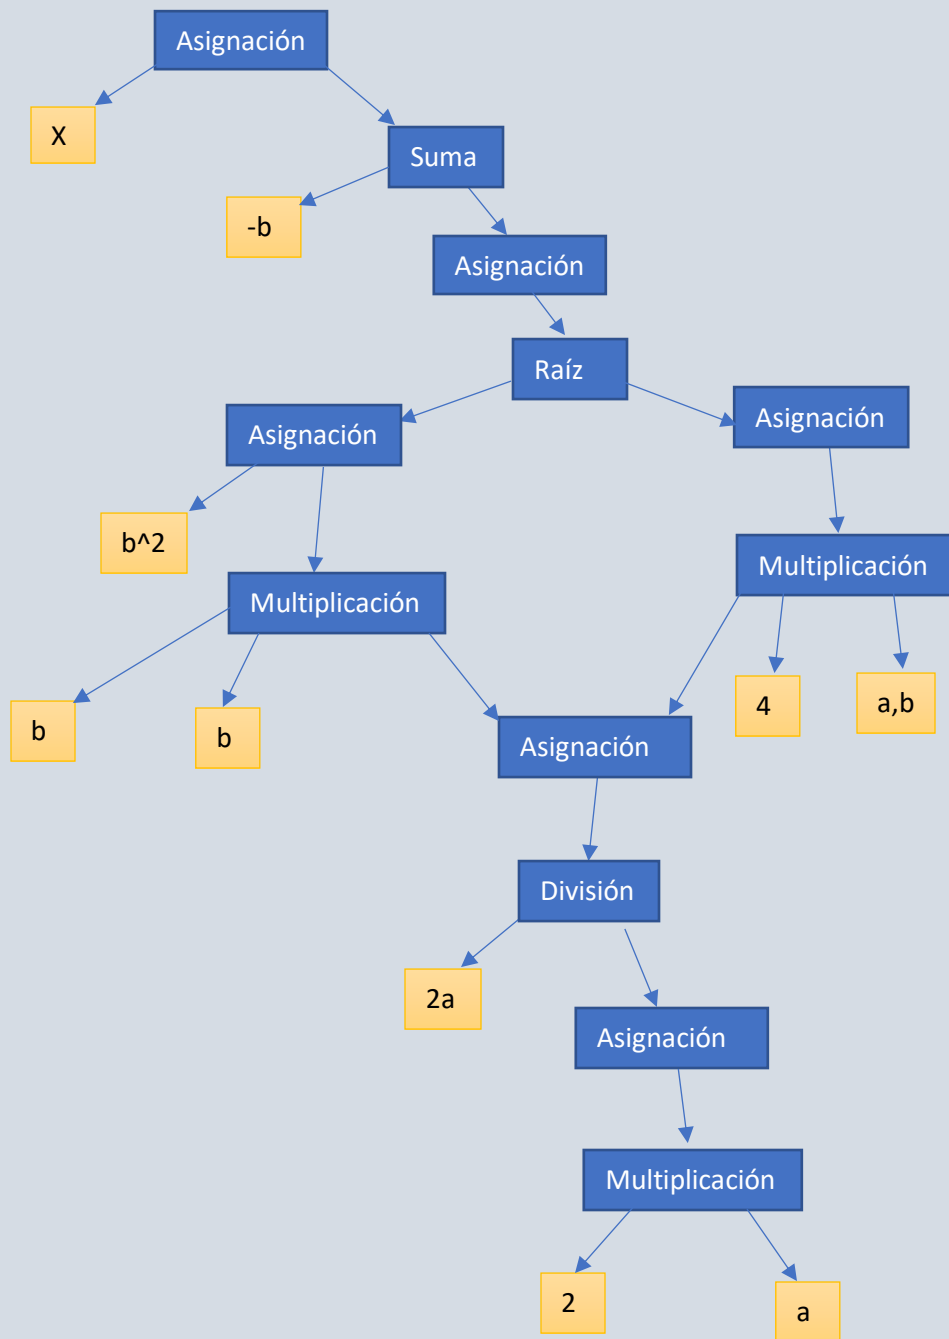 Asignación
X
Suma
-b
Asignación
Raíz
Asignación
Asignación
b^2
Multiplicación
Multiplicación
4
a,b
b
b
Asignación
División
2a
Asignación
Multiplicación
2
a